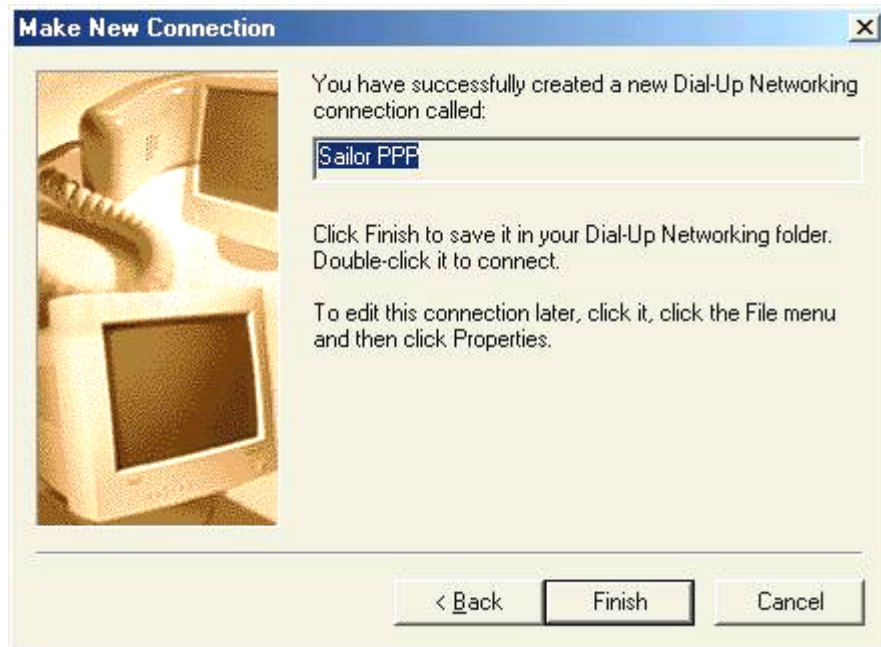 Make New Connection
You have successfully created a new Dial-Up Networking
connection called:
Sailor PPP
Click Finish to save it in your Dial-Up Networking folder.
Double-click it to connect.
To edit this connection later, click it, click the File menu
and then click Properties.
< Back
Finish
Cancel